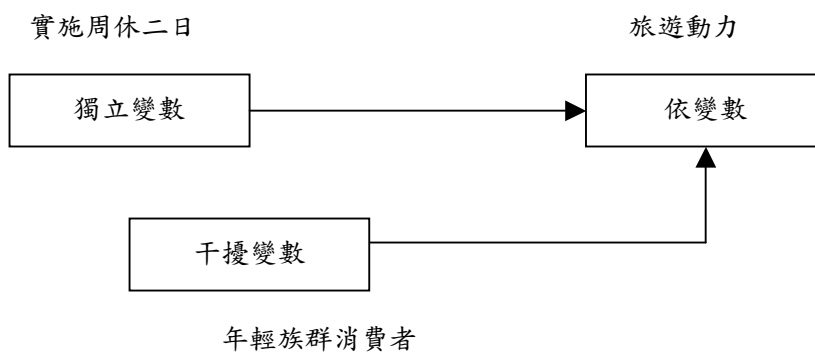 實施周休二日
旅遊動力
獨立變數
依變數
干擾變數
年輕族群消費者